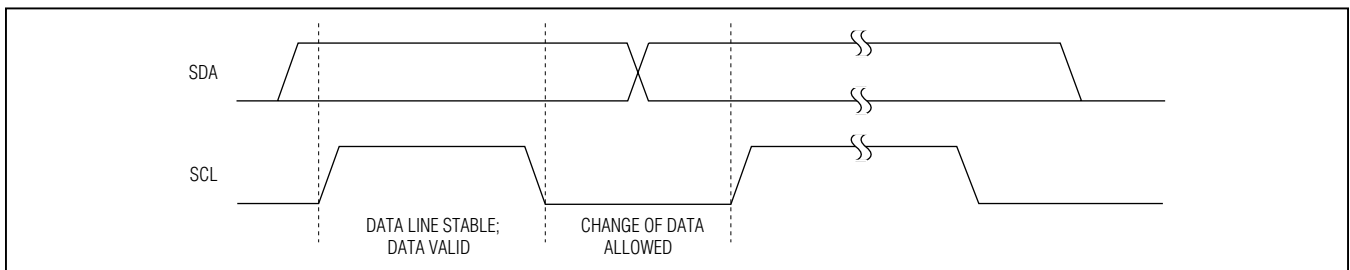 SDA
SCL
DATA LINE STABLE;
DATA VALID
CHANGE OF DATA
ALLOWED